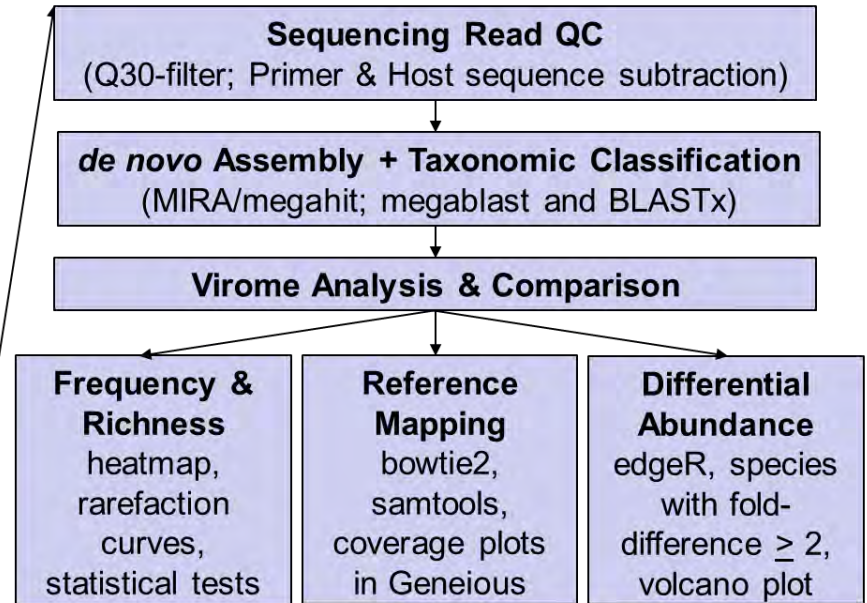 Sequencing Read QC
(Q30-filter; Primer & Host sequence subtraction)
de novo Assembly + Taxonomic Classification
(MIRA/megahit; megablast and BLASTx)
Virome Analysis & Comparison
Frequency &
Richness
heatmap,
rarefaction
curves,
statistical tests
Reference
Mapping
bowtie2,
samtools,
coverage plots
in Geneious
Differential
Abundance
edgeR, species
with fold-
difference ≥ 2,
volcano plot